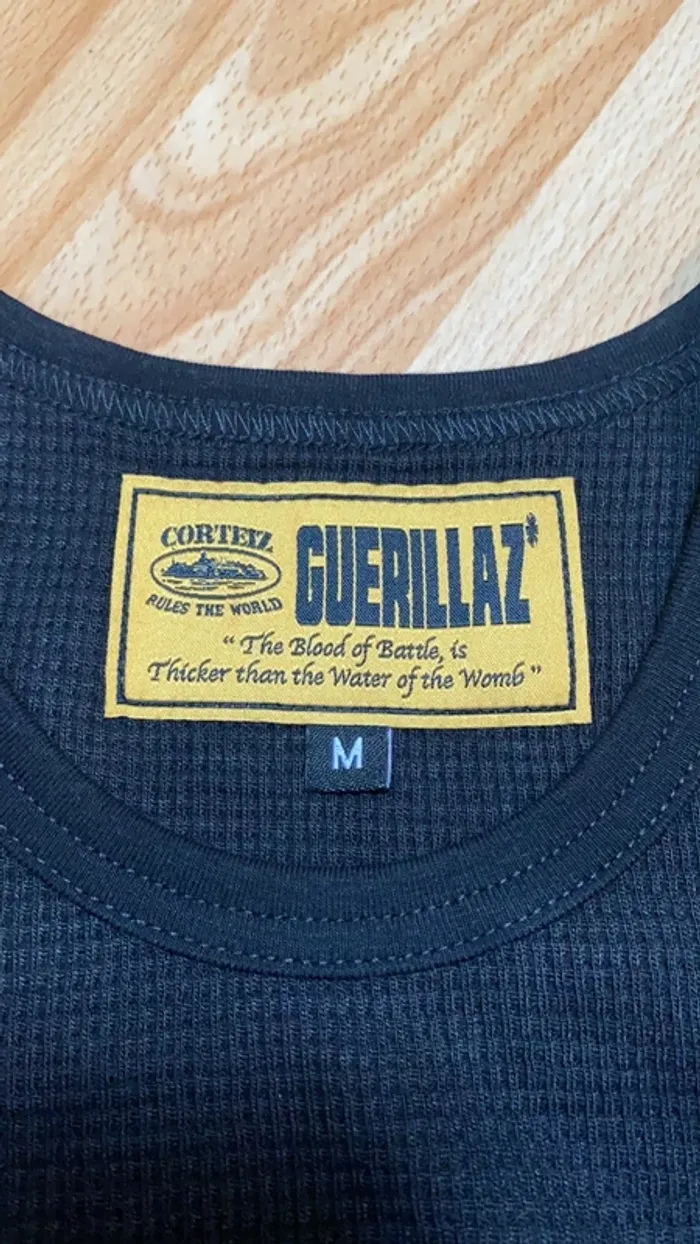 CORTEIZ
RULES THE WORLD
GUERILLAZ
“ The Blood of Battle, is
Thicker than the Water of the Womb ”
M